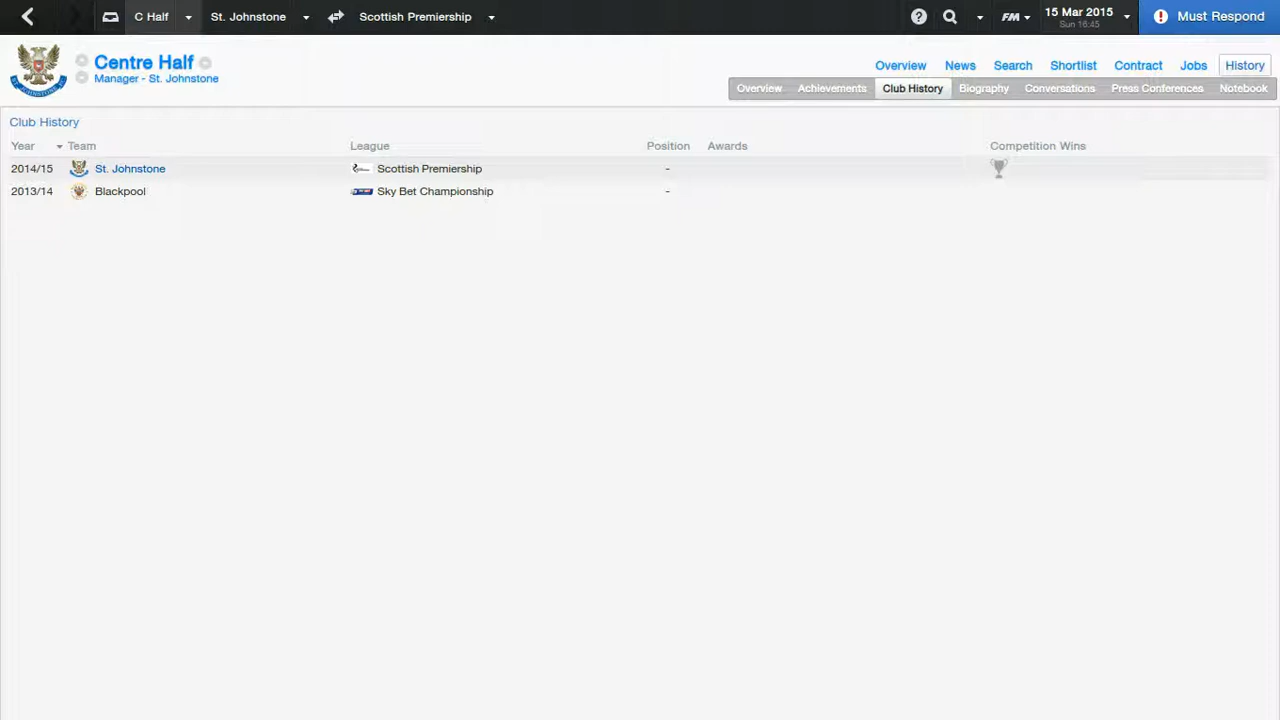 C Half St. Johnstone Scottish Premiership ? FM 15 Mar 2015 Must Respond
Sun 16:45
Centre Half
Manager - St. Johnstone
Overview News Search Shortlist Contract Jobs History
Overview Achievements Club History Biography Conversations Press Conferences Notebook
Club History
Year Team League Position Awards Competition Wins
2014/15 St. Johnstone Scottish Premiership -
2013/14 Blackpool Sky Bet Championship -